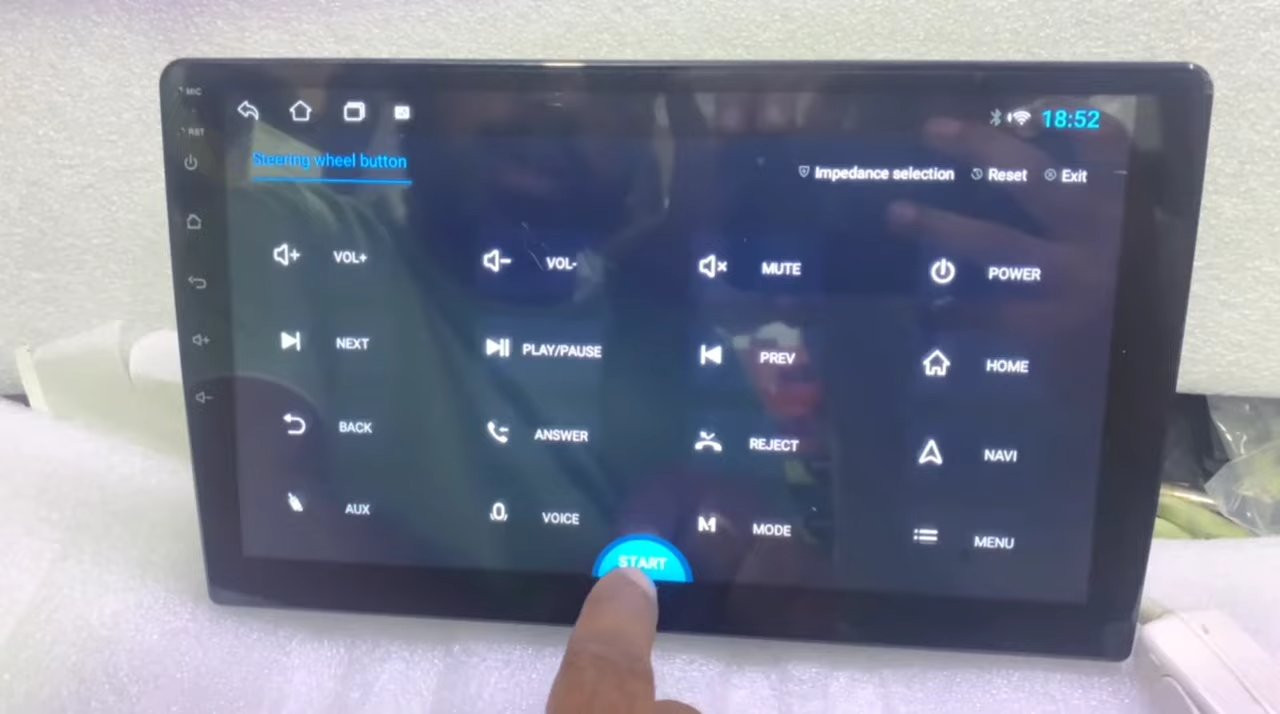 MIC
RST
18:52
Steering wheel button
Impedance selection Reset Exit
VOL+ VOL- MUTE POWER
NEXT PLAY/PAUSE PREV HOME
BACK ANSWER REJECT NAVI
AUX VOICE M MODE MENU
START